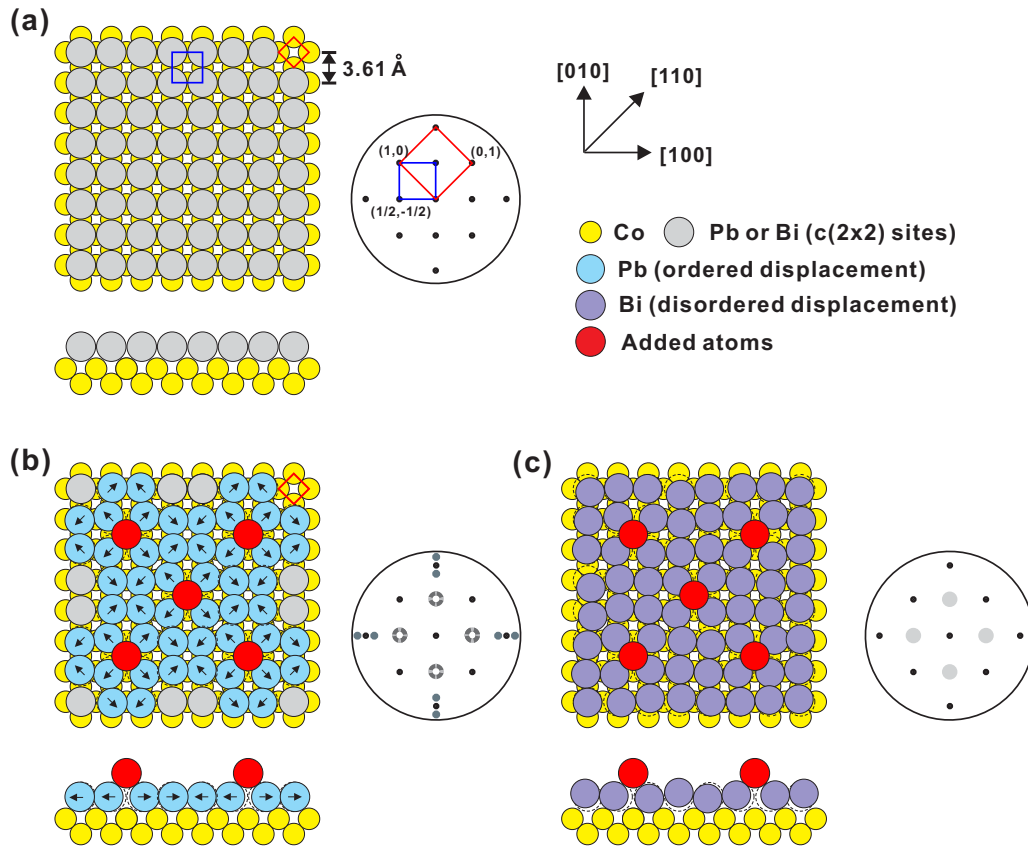 (a)
3.61 Å
[010]
[110]
[100]
(1,0)
(0,1)
(1/2,-1/2)
Co
Pb or Bi (c(2x2) sites)
Pb (ordered displacement)
Bi (disordered displacement)
Added atoms
(b)
(c)